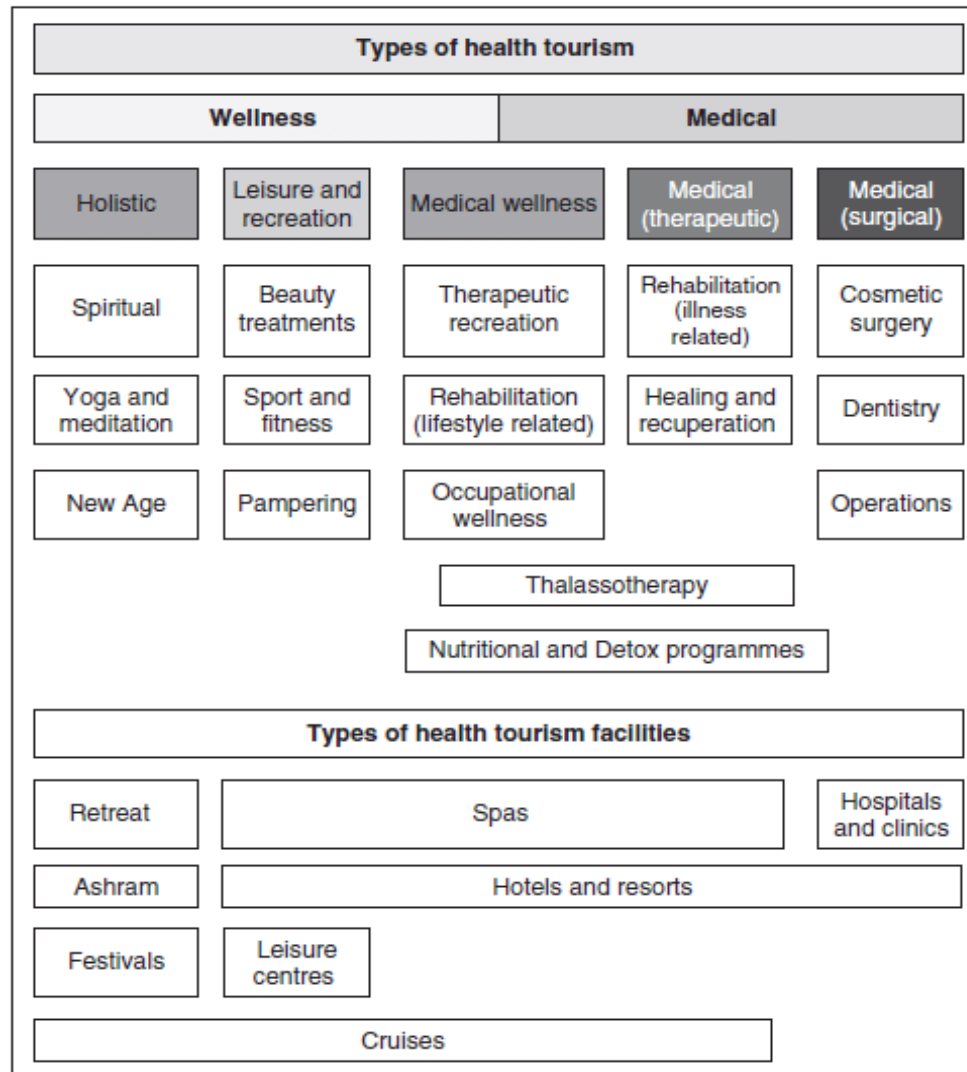 Types of health tourism
Wellness
Medical
Holistic
Leisure and
recreation
Medical wellness
Medical
(therapeutic)
Medical
(surgical)
Spiritual
Beauty
treatments
Therapeutic
recreation
Rehabilitation
(illness
related)
Cosmetic
surgery
Yoga and
meditation
Sport and
fitness
Rehabilitation
(lifestyle related)
Healing and
recuperation
Dentistry
New Age
Pampering
Occupational
wellness
Operations
Thalassotherapy
Nutritional and Detox programmes
Types of health tourism facilities
Retreat
Spas
Hospitals
and clinics
Ashram
Hotels and resorts
Festivals
Leisure
centres
Cruises